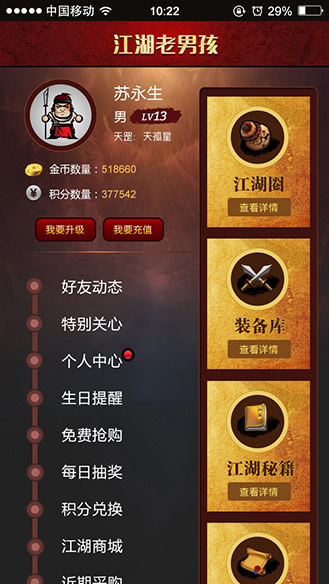 中国移动
10:22
29%
江湖老男孩
苏永生
男 LV13
天罡：天孤星
金币数量：518660
积分数量：377542
我要升级
我要充值
好友动态
特别关心
个人中心
生日提醒
免费抢购
每日抽奖
积分兑换
江湖商城
近期采购
江湖圈
查看详情
装备库
查看详情
江湖秘籍
查看详情